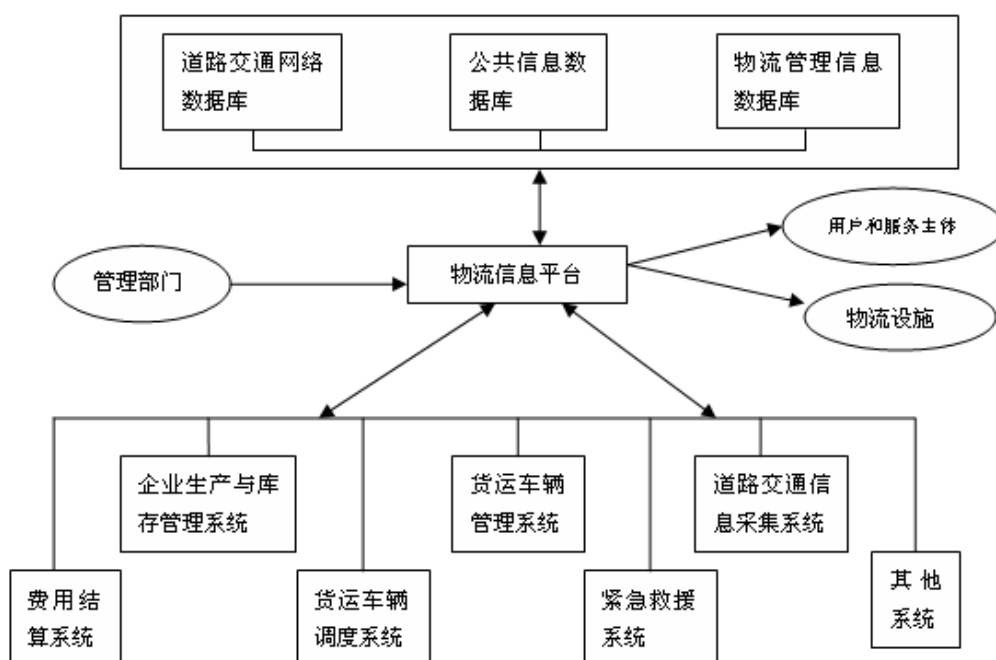 道路交通网络
数据库
公共信息数
据库
物流管理信息
数据库
用户和服务主体
管理部门
物流信息平台
物流设施
企业生产与库
存管理系统
货运车辆
管理系统
道路交通信
息采集系统
费用结
算系统
货运车辆
调度系统
紧急救援
系统
其他
系统